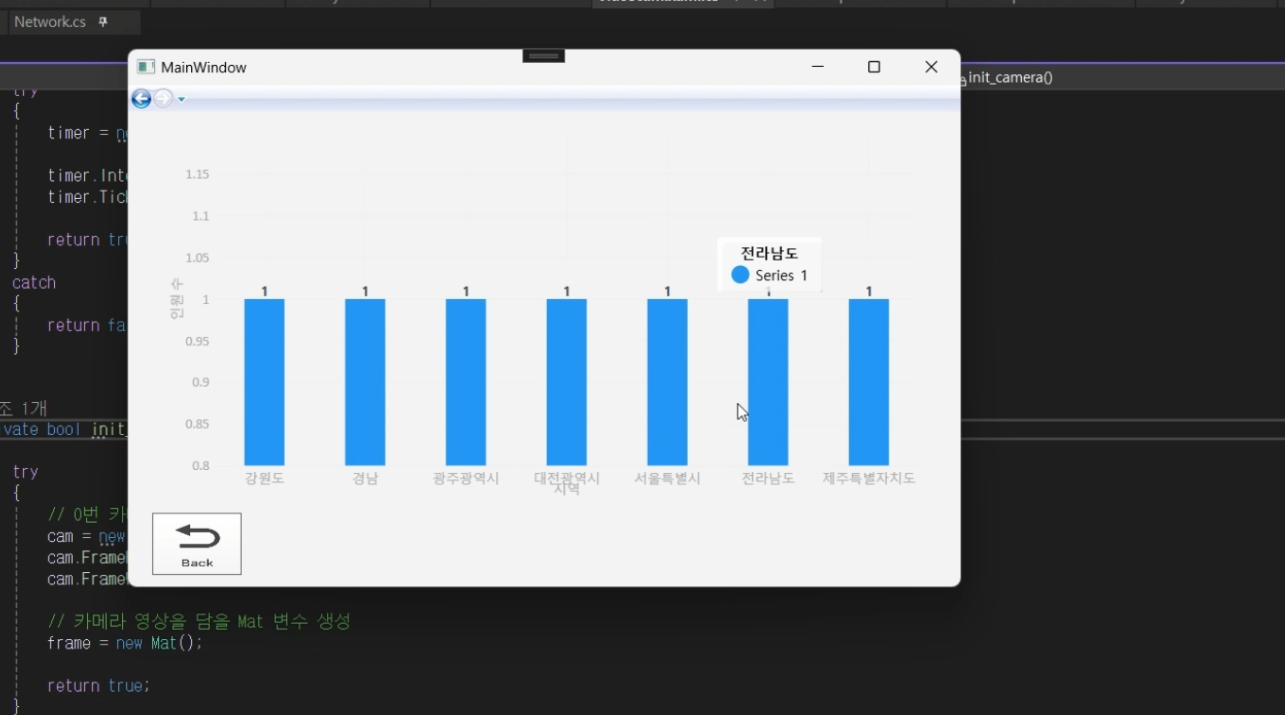 Network.cs
MainWindow
init_camera()
try
{
timer =
timer.Inte
timer.Tick
return tru
}
catch
{
return fa
}
조 1개
vate bool init_
try
{
// 0번 카
cam = new
cam.Frame
cam.Frame
// 카메라 영상을 담을 Mat 변수 생성
frame = new Mat();
return true;
}
1.15
1.1
1.05
1
0.95
0.9
0.85
0.8
인원 수
1 1 1 1 1 1 1
전라남도
Series 1
강원도 경남 광주광역시 대전광역시 서울특별시 전라남도 제주특별자치도
지역
Back